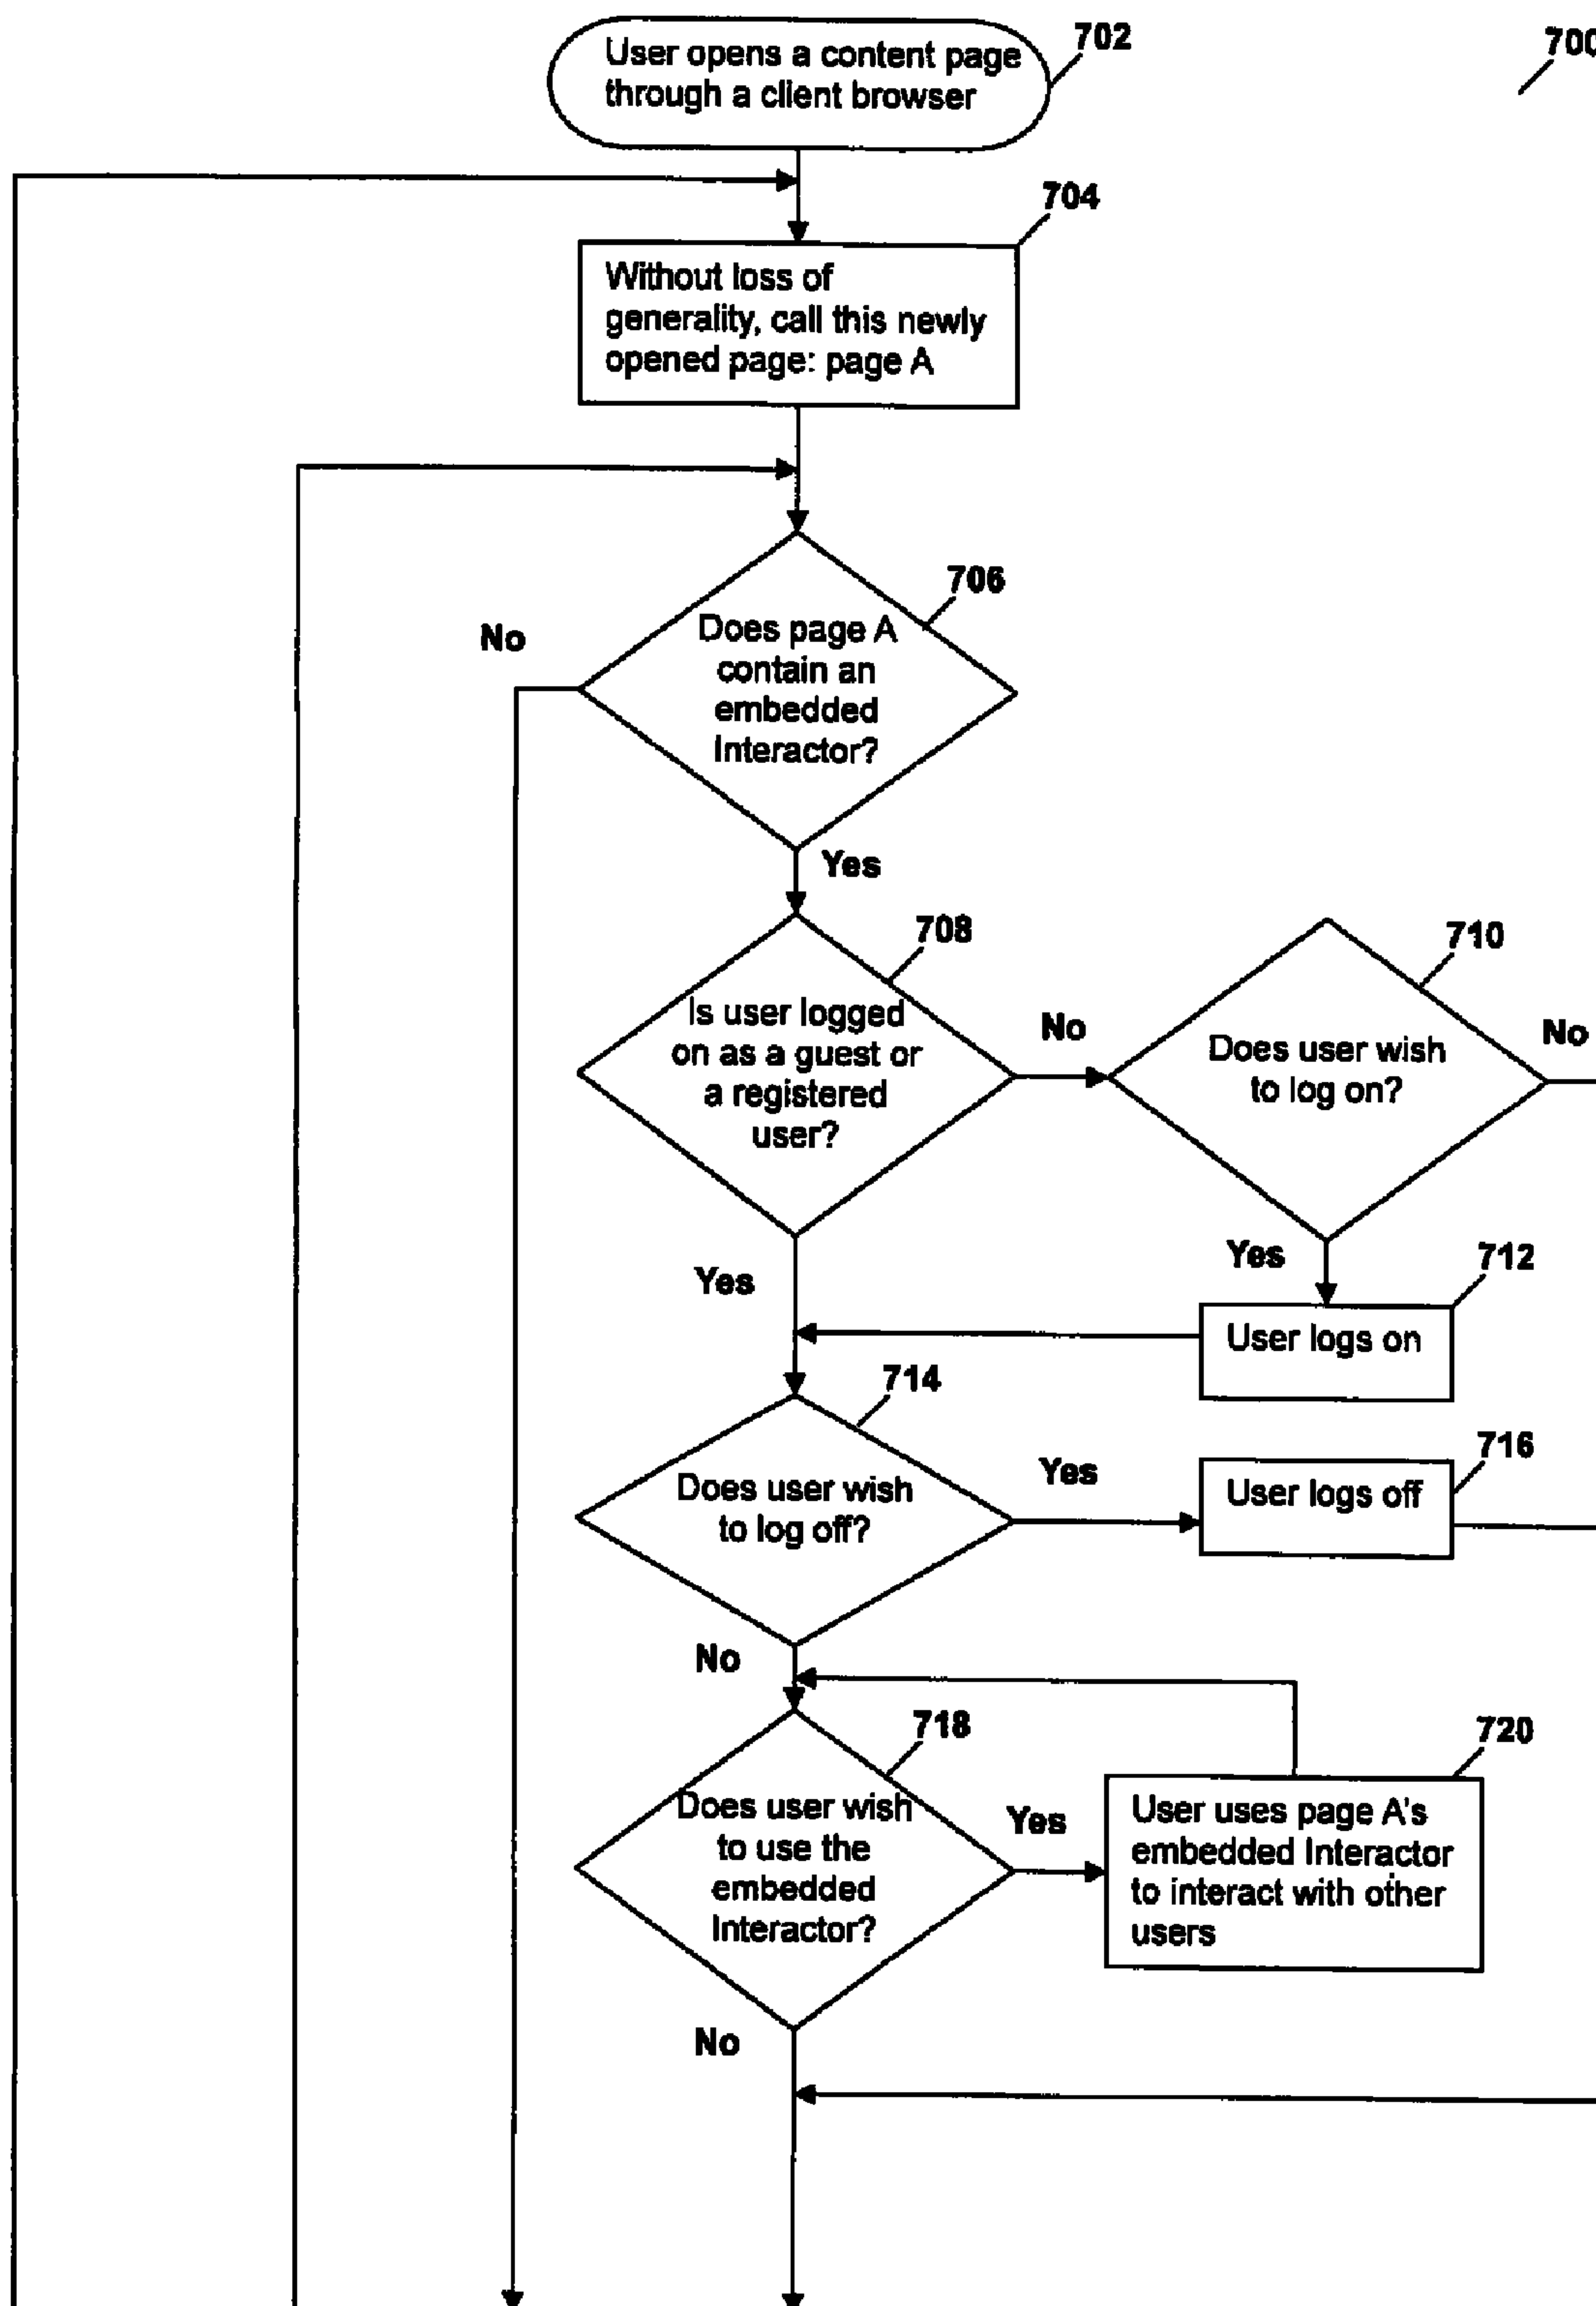 User opens a content page
through a client browser
702
700
704
Without loss of
generality, call this newly
opened page: page A
706
Does page A
contain an
embedded
Interactor?
No
Yes
708
Is user logged
on as a guest or
a registered
user?
No
710
Does user wish
to log on?
No
Yes
Yes
712
User logs on
714
Does user wish
to log off?
Yes
716
User logs off
No
718
Does user wish
to use the
embedded
Interactor?
Yes
720
User uses page A's
embedded Interactor
to interact with other
users
No